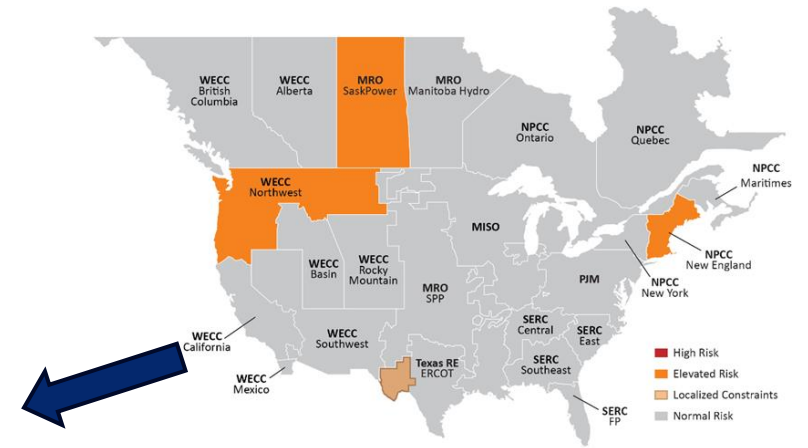 WECC
British
Columbia
WECC
Alberta
MRO
SaskPower
MRO
Manitoba Hydro
NPCC
Ontario
NPCC
Quebec
NPCC
Maritimes
WECC
Northwest
MISO
NPCC
New England
NPCC
New York
WECC
Basin
WECC
Rocky
Mountain
MRO
SPP
PJM
SERC
Central
SERC
East
WECC
California
WECC
Southwest
WECC
Mexico
Texas RE
ERCOT
SERC
Southeast
SERC
FP
High Risk
Elevated Risk
Localized Constraints
Normal Risk